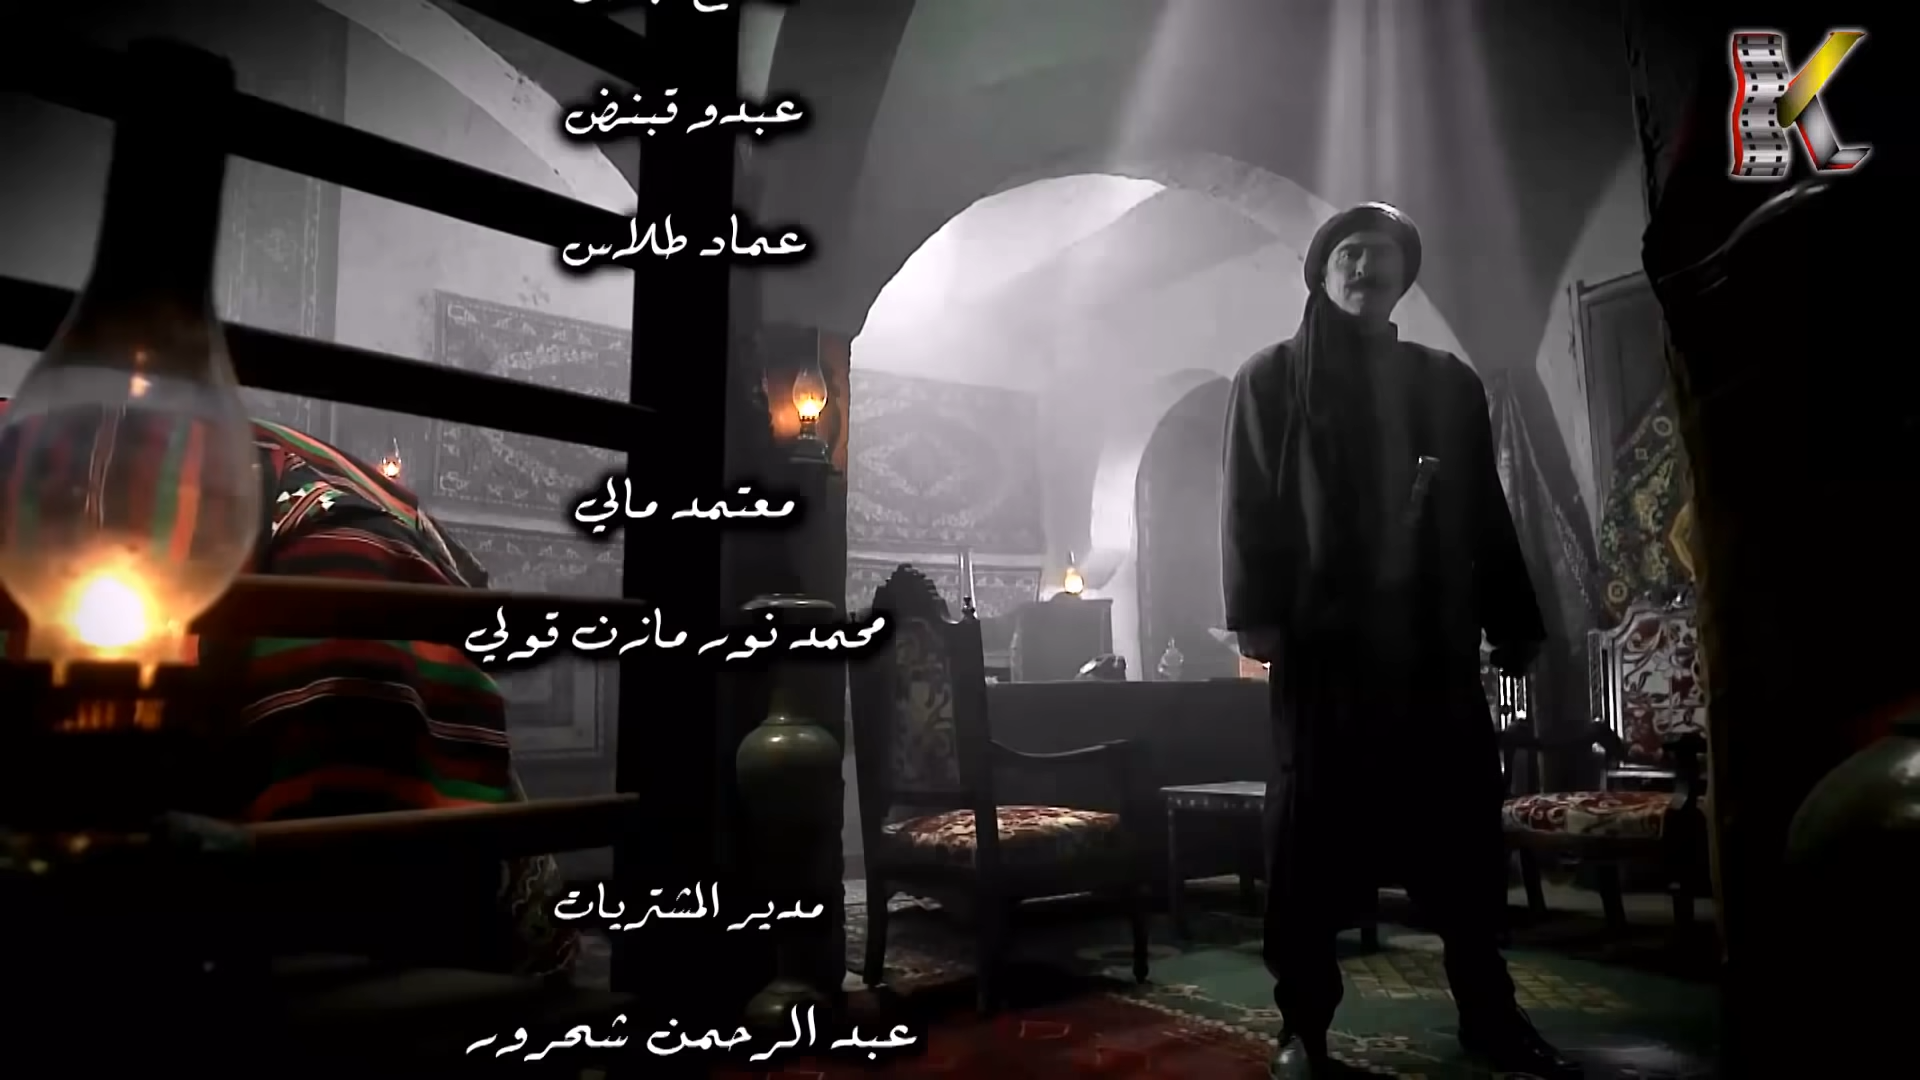 عبدو قبنض
عماد طلاس
معتمد مالي
محمد نور مازن قولي
مدير المشتريات
عبد الرحمن شحرور
K